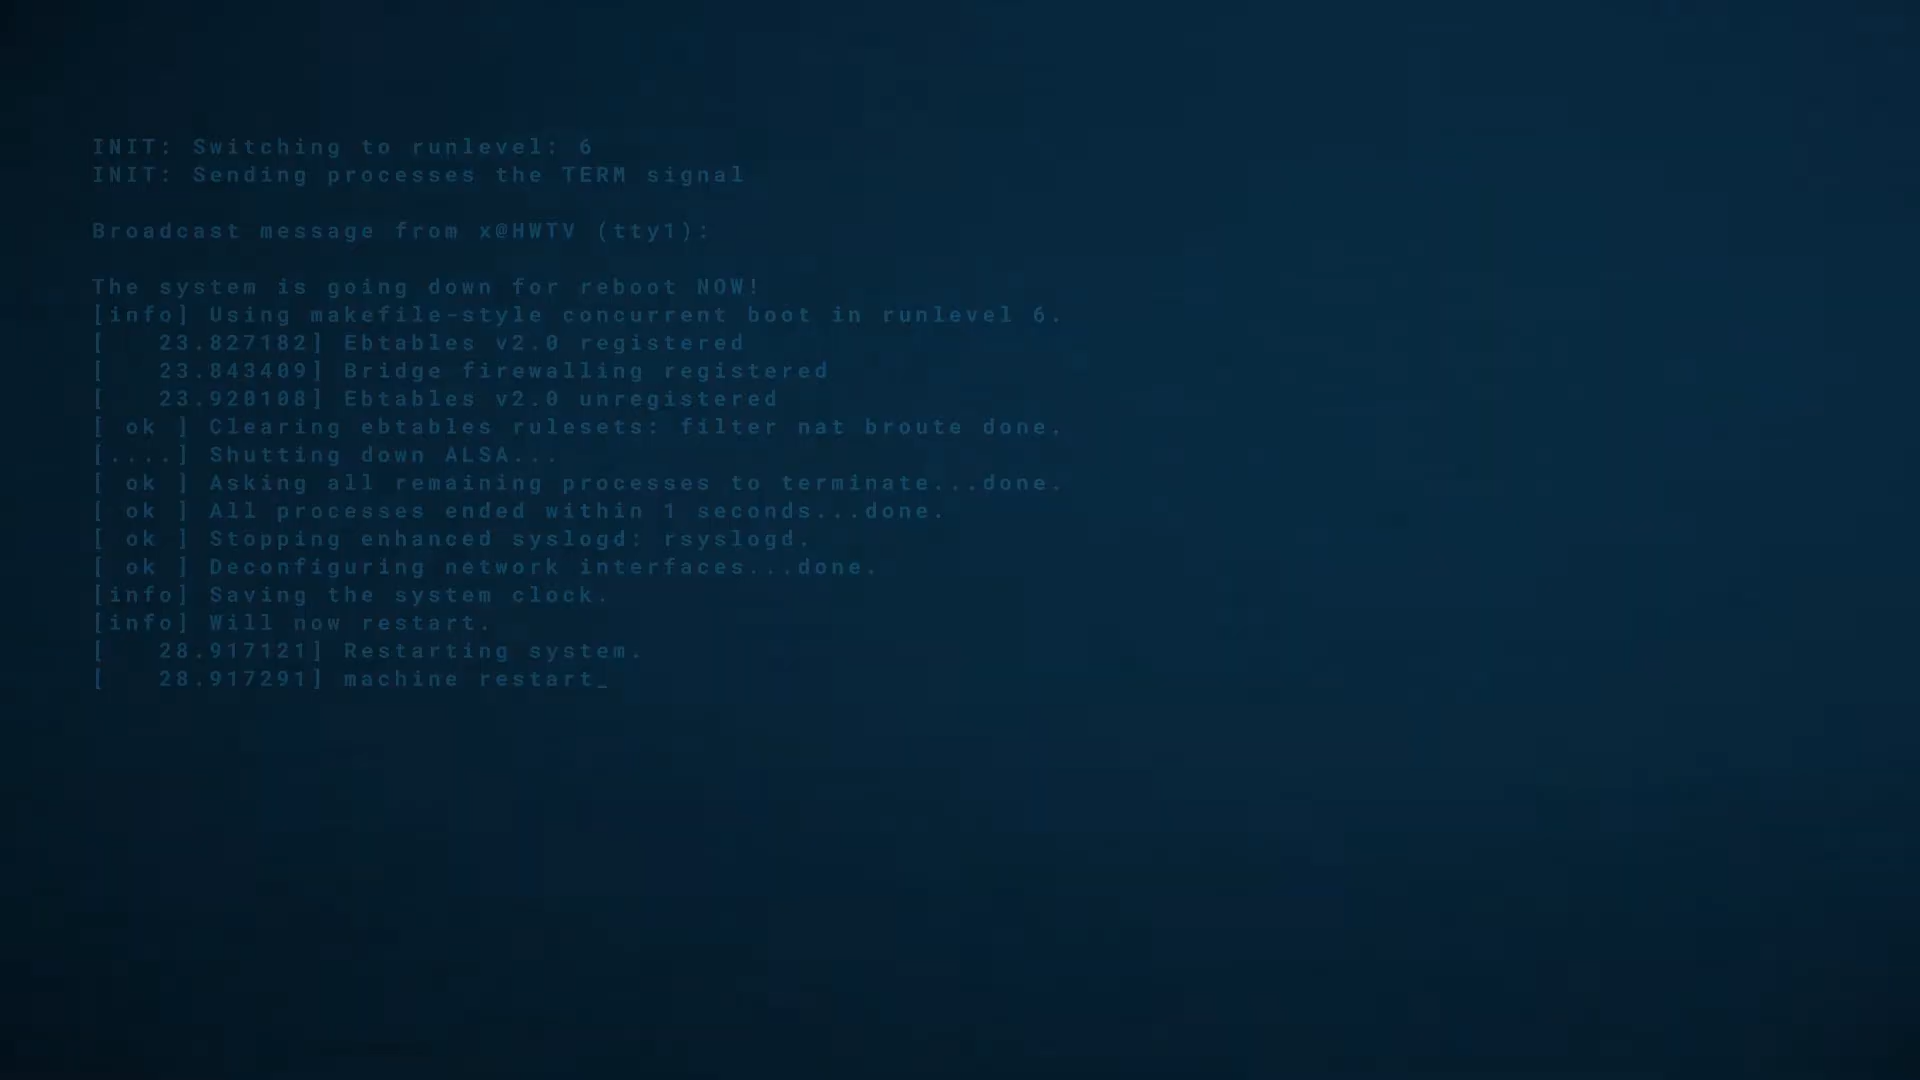 INIT: Switching to runlevel: 6
INIT: Sending processes the TERM signal
Broadcast message from x@HWTV (tty1):
The system is going down for reboot NOW!
[info] Using makefile-style concurrent boot in runlevel 6.
[   23.827182] Ebtables v2.0 registered
[   23.843409] Bridge firewalling registered
[   23.920108] Ebtables v2.0 unregistered
[ ok ] Clearing ebtables rulesets: filter nat broute done.
[....] Shutting down ALSA...
[ ok ] Asking all remaining processes to terminate...done.
[ ok ] All processes ended within 1 seconds...done.
[ ok ] Stopping enhanced syslogd: rsyslogd.
[ ok ] Deconfiguring network interfaces...done.
[info] Saving the system clock.
[info] Will now restart.
[   28.917121] Restarting system.
[   28.917291] machine restart_